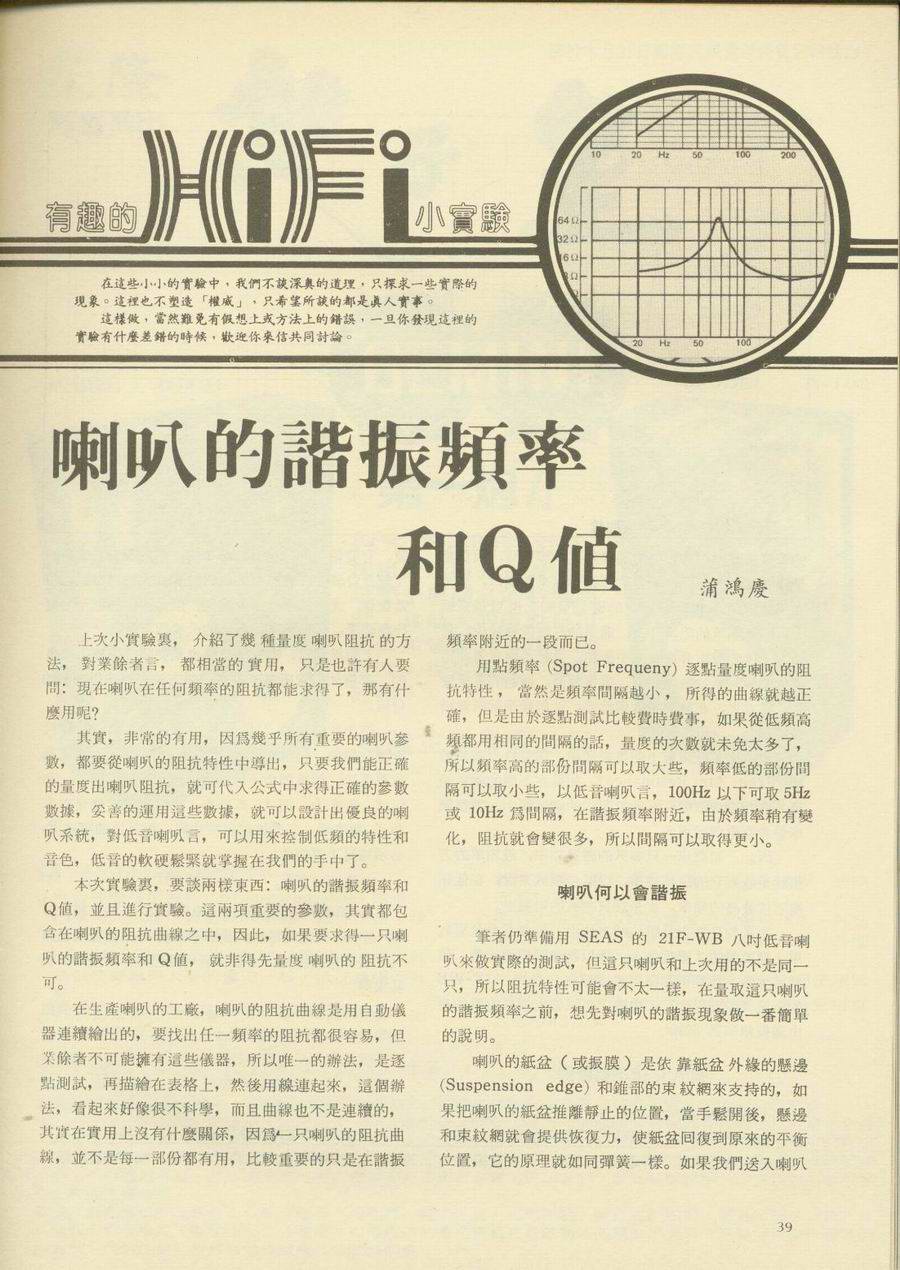 有趣的 HiFi 小實驗
10 20 Hz 50 100 200
64Ω
32Ω
16Ω
Ω
20 Hz 50 100
在這些小小的實驗中，我們不談深奧的道理，只探求一些實際的
現象。這裡也不塑造「權威」，只希望所談的都是眞人實事。
這樣做，當然難免有假想上或方法上的錯誤，一旦你發現這裡的
實驗有什麼差錯的時候，歡迎你來信共同討論。
喇叭的諧振頻率
和Q值
蒲鴻慶
上次小實驗裏， 介紹了幾 種量度 喇叭阻抗 的方
法， 對業餘者言， 都相當的 實用， 只是也許有人要
問：現在喇叭在任何頻率的阻抗都能求得了，那有什
麼用呢?
其實，非常的有用，因爲幾乎所有重要的喇叭參
數，都要從喇叭的阻抗特性中導出，只要我們能正確
的量度出喇叭阻抗，就可代入公式中求得正確的參數
數據，妥善的運用這些數據，就可以設計出優良的喇
叭系統，對低音喇叭言，可以用來控制低頻的特性和
音色，低音的軟硬鬆緊就掌握在我們的手中了。
本次實驗裏，要談兩樣東西：喇叭的諧振頻率和
Q值，並且進行實驗。這兩項重要的參數，其實都包
含在喇叭的阻抗曲線之中，因此，如果要求得一只喇
叭的諧振頻率和 Q值， 就非得先量度 喇叭的 阻抗不
可。
在生產喇叭的工廠，喇叭的阻抗曲線是用自動儀
器連續繪出的，要找出任一頻率的阻抗都很容易，但
業餘者不可能擁有這些儀器，所以唯一的辦法，是逐
點測試，再描繪在表格上，然後用線連起來，這個辦
法，看起來好像很不科學，而且曲線也不是連續的，
其實在實用上沒有什麼關係，因爲一只喇叭的阻抗曲
線，並不是每一部份都有用，比較重要的只是在諧振
頻率附近的一段而已。
用點頻率 (Spot Frequeny) 逐點量度喇叭的阻
抗特性， 當然是頻率間隔越小， 所得的曲線就越正
確，但是由於逐點測試比較費時費事，如果從低頻高
頻都用相同的間隔的話，量度的次數就未免太多了，
所以頻率高的部份間隔可以取大些，頻率低的部份間
隔可以取小些，以低音喇叭言，100Hz 以下可取 5Hz
或 10Hz 爲間隔，在諧振頻率附近，由於頻率稍有變
化，阻抗就會變很多，所以間隔可以取得更小。
喇叭何以會諧振
筆者仍準備用 SEAS 的 21F-WB 八吋低音喇
叭來做實際的測試，但這只喇叭和上次用的不是同一
只，所以阻抗特性可能會不太一樣，在量取這只喇叭
的諧振頻率之前，想先對喇叭的諧振現象做一番簡單
的說明。
喇叭的紙盆（或振膜）是依 靠紙盆 外緣的懸邊
(Suspension edge) 和錐部的束 紋網來支持的，如
果把喇叭的紙盆推離靜止的位置，當手鬆開後，懸邊
和束紋網就會提供恢復力，使紙盆回復到原來的平衡
位置，它的原理就如同彈簧一樣。如果我們送入喇叭
39